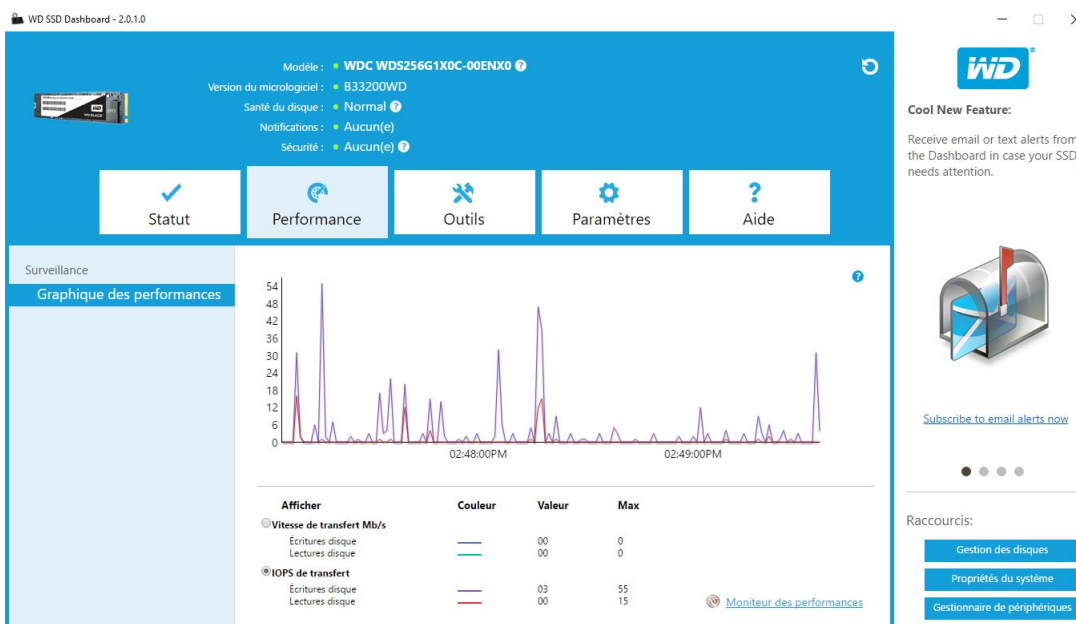 WD SSD Dashboard - 2.0.1.0
Modèle : WDC WDS256G1X0C-00ENX0
Version du micrologiciel : B33200WD
Santé du disque : Normal
Notifications : Aucun(e)
Sécurité : Aucun(e)
Statut
Performance
Outils
Paramètres
Aide
Surveillance
Graphique des performances
54
48
42
36
30
24
18
12
6
0
02:48:00PM
02:49:00PM
Afficher Couleur Valeur Max
Vitesse de transfert Mb/s
Écritures disque 00 0
Lectures disque 00 0
IOPS de transfert
Écritures disque 03 55
Lectures disque 00 15
Moniteur des performances
WD
Cool New Feature:
Receive email or text alerts from
the Dashboard in case your SSD
needs attention.
Subscribe to email alerts now
Raccourcis:
Gestion des disques
Propriétés du système
Gestionnaire de périphériques